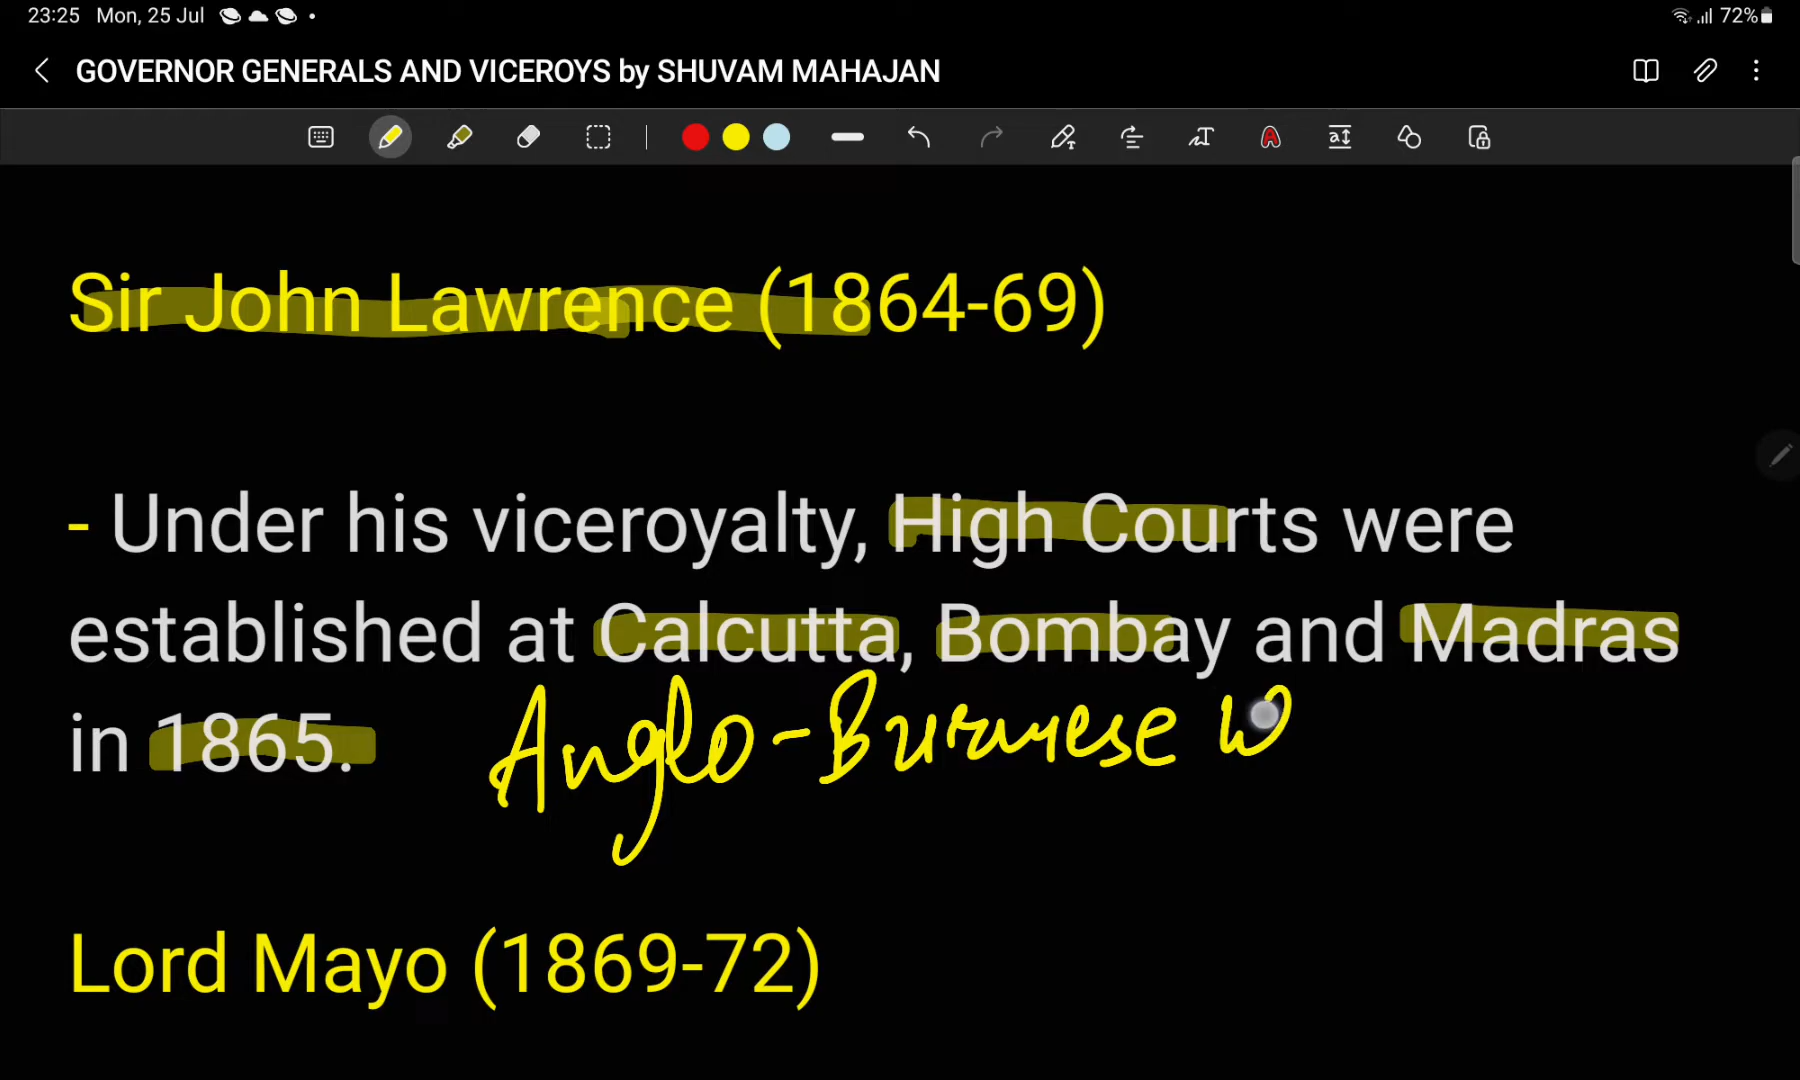 23:25 Mon, 25 Jul 72%
GOVERNOR GENERALS AND VICEROYS by SHUVAM MAHAJAN
Sir John Lawrence (1864-69)
- Under his viceroyalty, High Courts were
established at Calcutta, Bombay and Madras
in 1865. Anglo-Burmese W
Lord Mayo (1869-72)